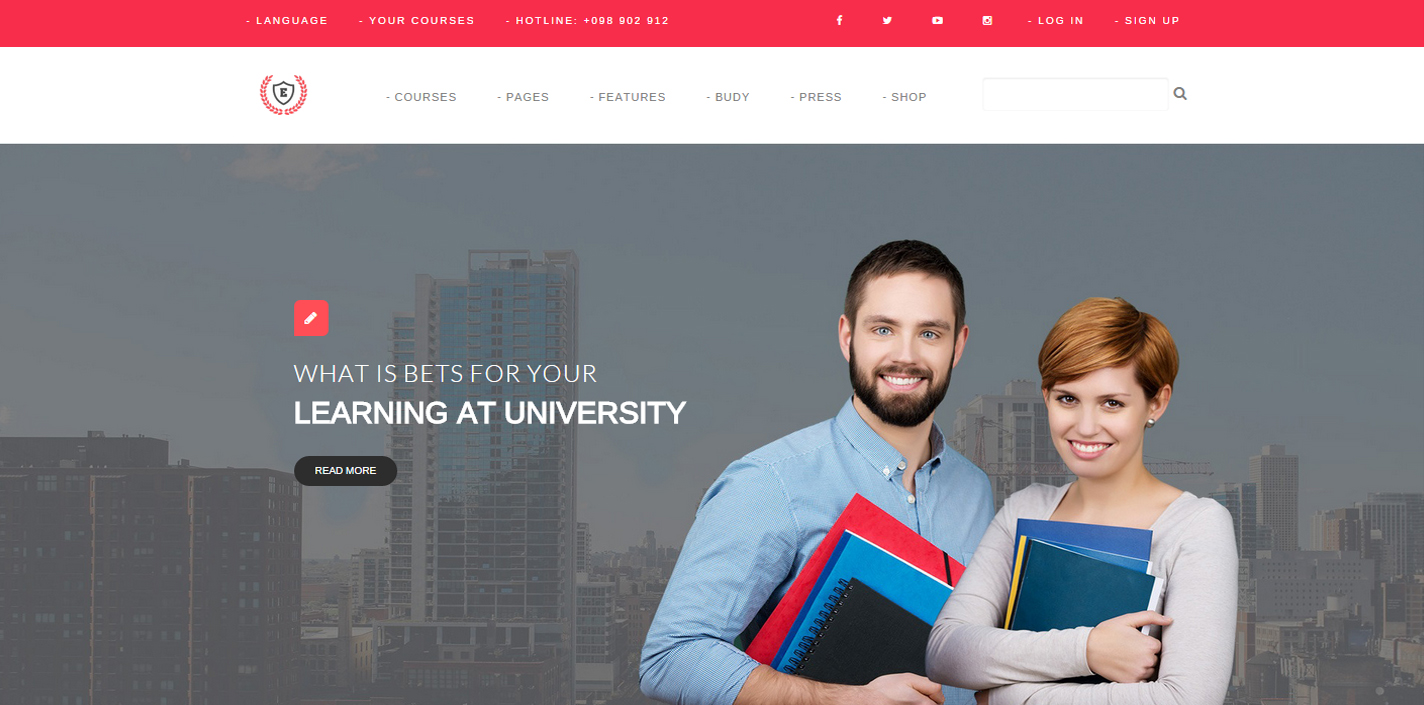 - LANGUAGE - YOUR COURSES - HOTLINE: +098 902 912 - LOG IN - SIGN UP
E
- COURSES - PAGES - FEATURES - BUDY - PRESS - SHOP
WHAT IS BETS FOR YOUR
LEARNING AT UNIVERSITY
READ MORE